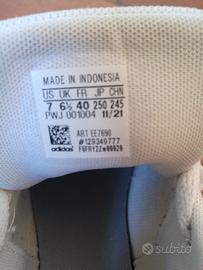 MADE IN INDONESIA
US UK FR JP CHN
7 6½ 40 250 245
PWJ 001004 11/21
ART EE7690
#129349777
adidas
subito